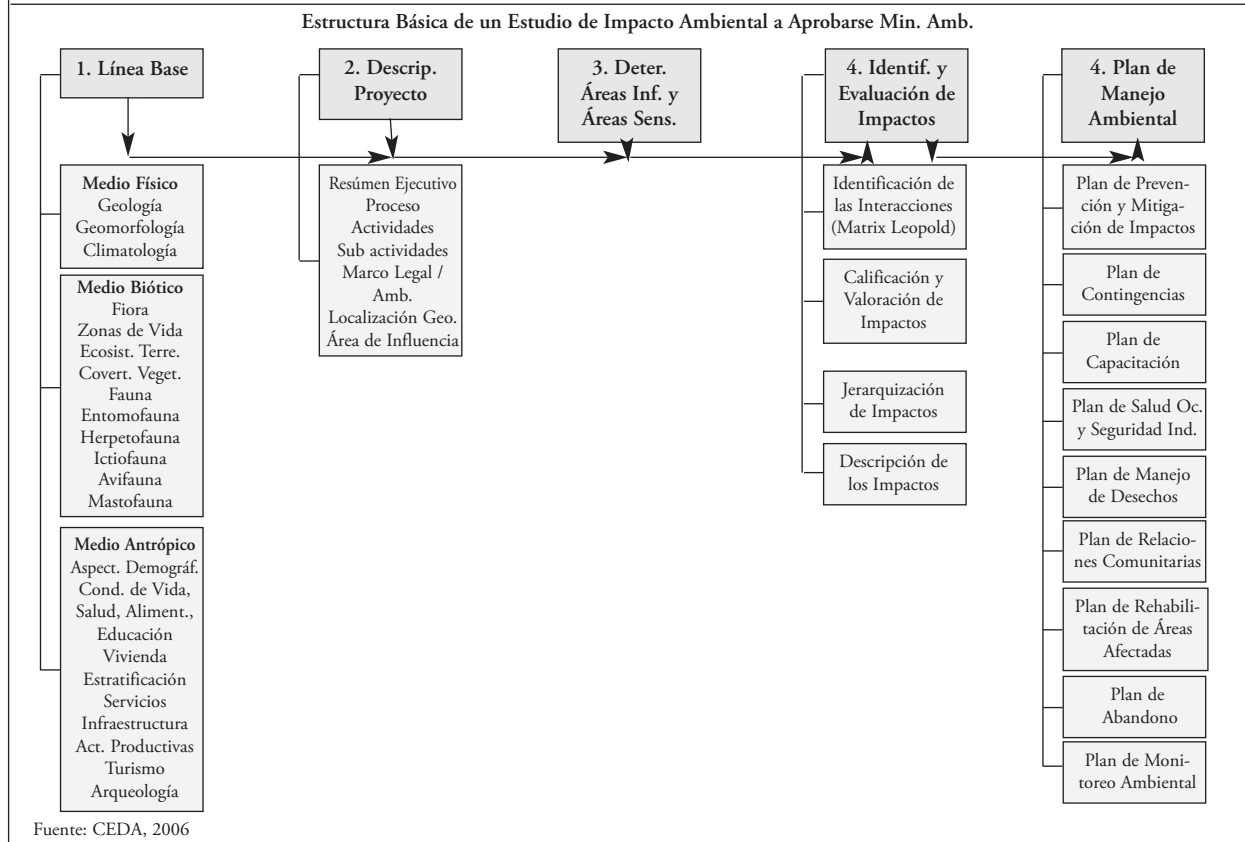 Estructura Básica de un Estudio de Impacto Ambiental a Aprobarse Min. Amb.
1. Línea Base
Medio Físico
Geología
Geomorfología
Climatología
Medio Biótico
Fiora
Zonas de Vida
Ecosist. Terre.
Covert. Veget.
Fauna
Entomofauna
Herpetofauna
Ictiofauna
Avifauna
Mastofauna
Medio Antrópico
Aspect. Demográf.
Cond. de Vida,
Salud, Aliment.,
Educación
Vivienda
Estratificación
Servicios
Infraestructura
Act. Productivas
Turismo
Arqueología
2. Descrip.
Proyecto
Resúmen Ejecutivo
Proceso
Actividades
Sub actividades
Marco Legal /
Amb.
Localización Geo.
Área de Influencia
3. Deter.
Áreas Inf. y
Áreas Sens.
4. Identif. y
Evaluación de
Impactos
Identificación de
las Interacciones
(Matrix Leopold)
Calificación y
Valoración de
Impactos
Jerarquización
de Impactos
Descripción de
los Impactos
4. Plan de
Manejo
Ambiental
Plan de Preven-
ción y Mitiga-
ción de Impactos
Plan de
Contingencias
Plan de
Capacitación
Plan de Salud Oc.
y Seguridad Ind.
Plan de Manejo
de Desechos
Plan de Relacio-
nes Comunitarias
Plan de Rehabili-
tación de Áreas
Afectadas
Plan de
Abandono
Plan de Moni-
toreo Ambiental
Fuente: CEDA, 2006